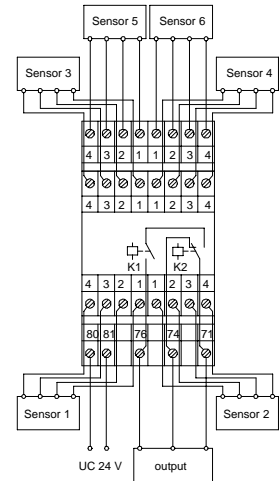 Sensor 5 Sensor 6
Sensor 3 Sensor 4
4 3 2 1 1 2 3 4
4 3 2 1 1 2 3 4
K1 K2
4 3 2 1 1 2 3 4
80 81 76 74 71
Sensor 1 Sensor 2
UC 24 V output